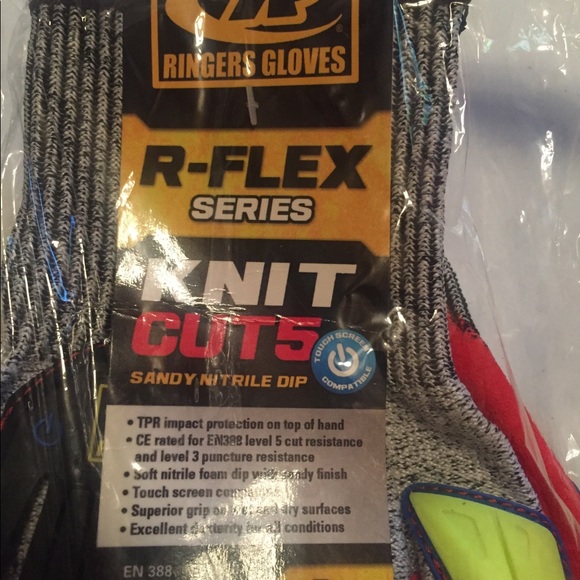 R
RINGERS GLOVES
R-FLEX
SERIES
KNIT
CUT5
TOUCH SCREEN
COMPATIBLE
SANDY NITRILE DIP
• TPR impact protection on top of hand
• CE rated for EN388 level 5 cut resistance
and level 3 puncture resistance
• Soft nitrile foam dip with sandy finish
• Touch screen
• Superior grip on wet and dry surfaces
• Excellent dexterity for all conditions
EN 388